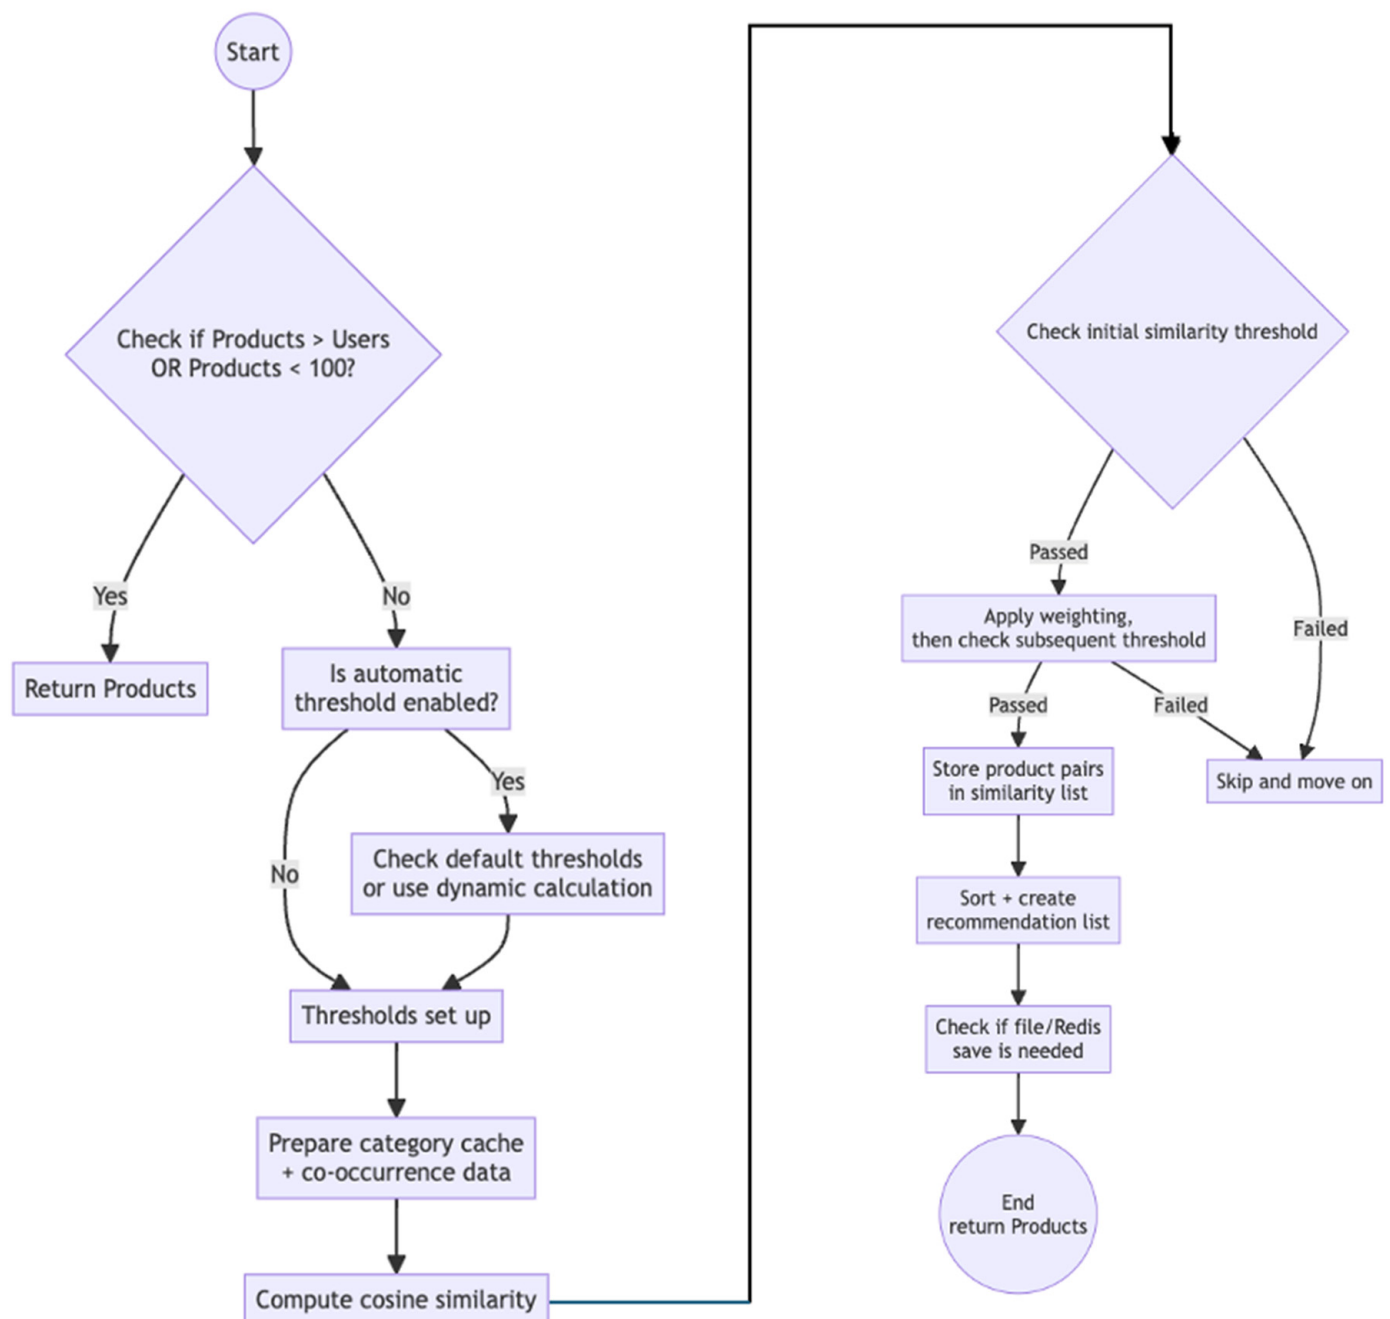 Start
Check if Products > Users
OR Products < 100?
Yes
No
Return Products
Is automatic
threshold enabled?
Yes
No
Check default thresholds
or use dynamic calculation
Thresholds set up
Prepare category cache
+ co-occurrence data
Compute cosine similarity
Check initial similarity threshold
Passed
Failed
Apply weighting,
then check subsequent threshold
Passed
Failed
Store product pairs
in similarity list
Skip and move on
Sort + create
recommendation list
Check if file/Redis
save is needed
End
return Products